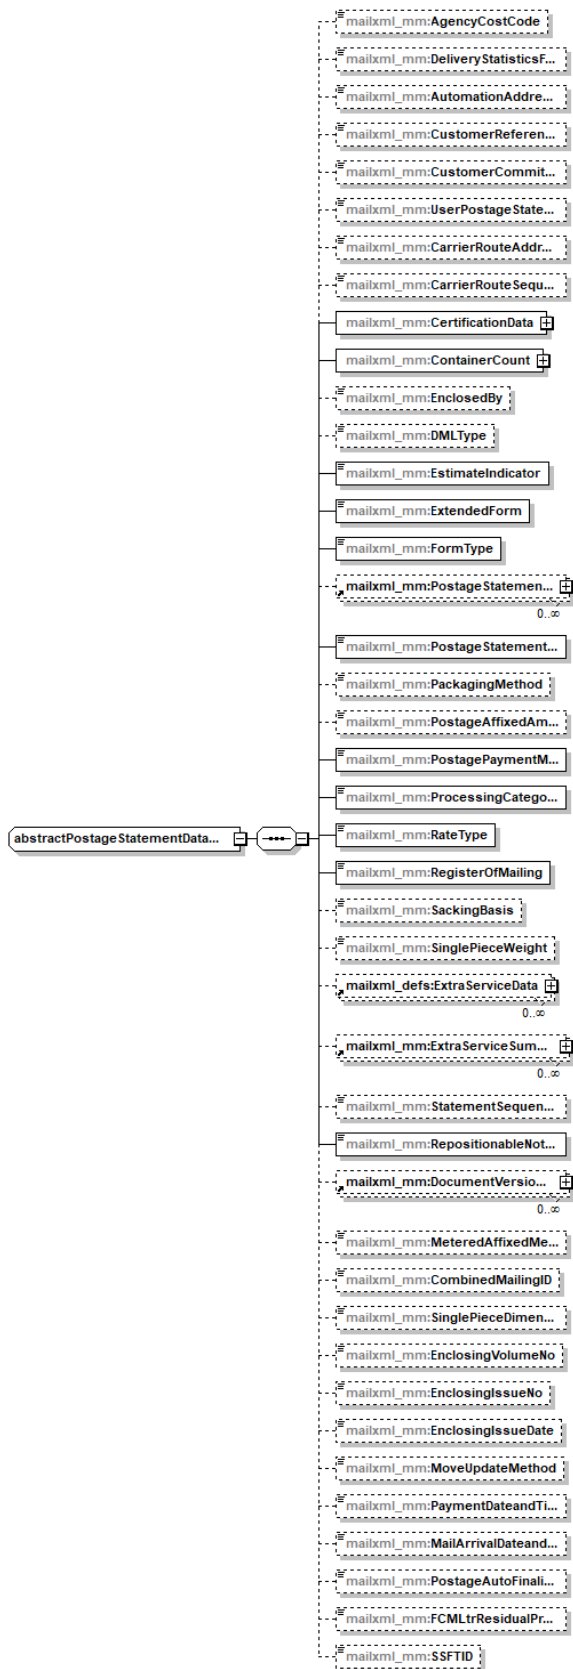 mailxml_mm:AgencyCostCode
mailxml_mm:DeliveryStatisticsF...
mailxml_mm:AutomationAddre...
mailxml_mm:CustomerReferen...
mailxml_mm:CustomerCommit...
mailxml_mm:UserPostageState...
mailxml_mm:CarrierRouteAddr...
mailxml_mm:CarrierRouteSequ...
mailxml_mm:CertificationData
mailxml_mm:ContainerCount
mailxml_mm:EnclosedBy
mailxml_mm:DMLType
mailxml_mm:EstimateIndicator
mailxml_mm:ExtendedForm
mailxml_mm:FormType
mailxml_mm:PostageStatemen...
0..∞
mailxml_mm:PostageStatement...
mailxml_mm:PackagingMethod
mailxml_mm:PostageAffixedAm...
mailxml_mm:PostagePaymentM...
mailxml_mm:ProcessingCatego...
abstractPostageStatementData...
mailxml_mm:RateType
mailxml_mm:RegisterOfMailing
mailxml_mm:SackingBasis
mailxml_mm:SinglePieceWeight
mailxml_defs:ExtraServiceData
0..∞
mailxml_mm:ExtraServiceSum...
0..∞
mailxml_mm:StatementSequen...
mailxml_mm:RepositionableNot...
mailxml_mm:DocumentVersio...
0..∞
mailxml_mm:MeteredAffixedMe...
mailxml_mm:CombinedMailingID
mailxml_mm:SinglePieceDimen...
mailxml_mm:EnclosingVolumeNo
mailxml_mm:EnclosingIssueNo
mailxml_mm:EnclosingIssueDate
mailxml_mm:MoveUpdateMethod
mailxml_mm:PaymentDateandTi...
mailxml_mm:MailArrivalDateand...
mailxml_mm:PostageAutoFinali...
mailxml_mm:FCMLtrResidualPr...
mailxml_mm:SSFTID